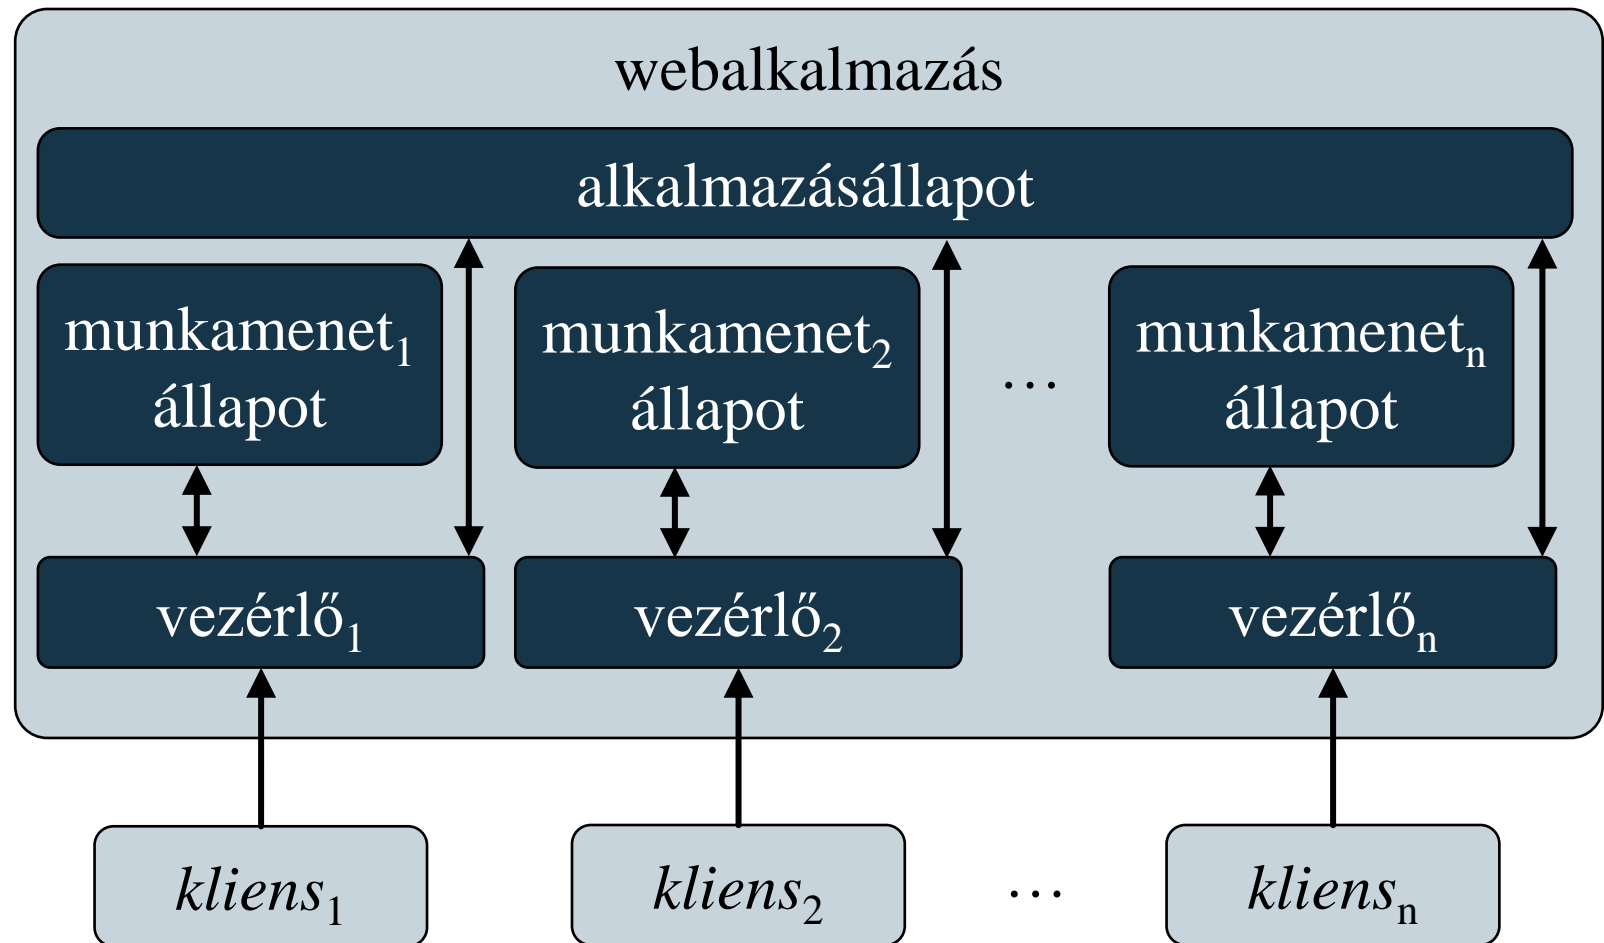 webalkalmazás
alkalmazásállapot
munkamenet₁
állapot
munkamenet₂
állapot
…
munkamenetₙ
állapot
vezérlő₁
vezérlő₂
vezérlőₙ
kliens₁
kliens₂
…
kliensₙ